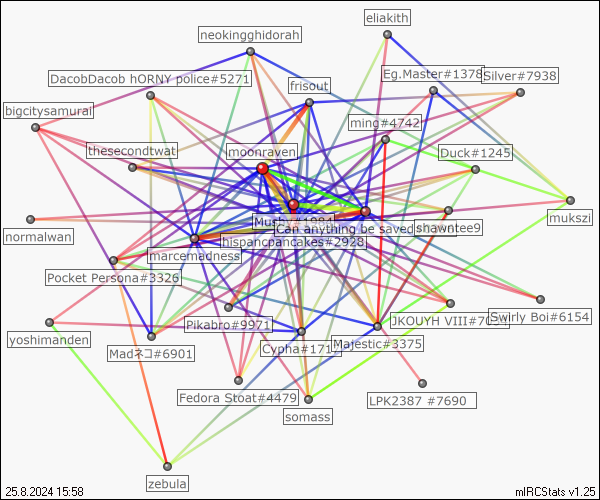 eliakith
neokingghidorah
DacobDacob hORNY police#5271
Eg.Master#1378
Silver#7938
frisout
bigcitysamurai
ming#4742
thesecondtwat
moonraven
Duck#1245
Mushy#1984
mukszi
normalwan
Can anything be saved
shawntee9
hispancpancakes#2928
marcemadness
Pocket Persona#3326
JKOUYH VIII#70
Swirly Boi#6154
Pikabro#9971
yoshimanden
Cypha#171
Majestic#3375
Madネコ#6901
Fedora Stoat#4479
LPK2387 #7690
somass
zebula
25.8.2024 15:58
mIRCStats v1.25